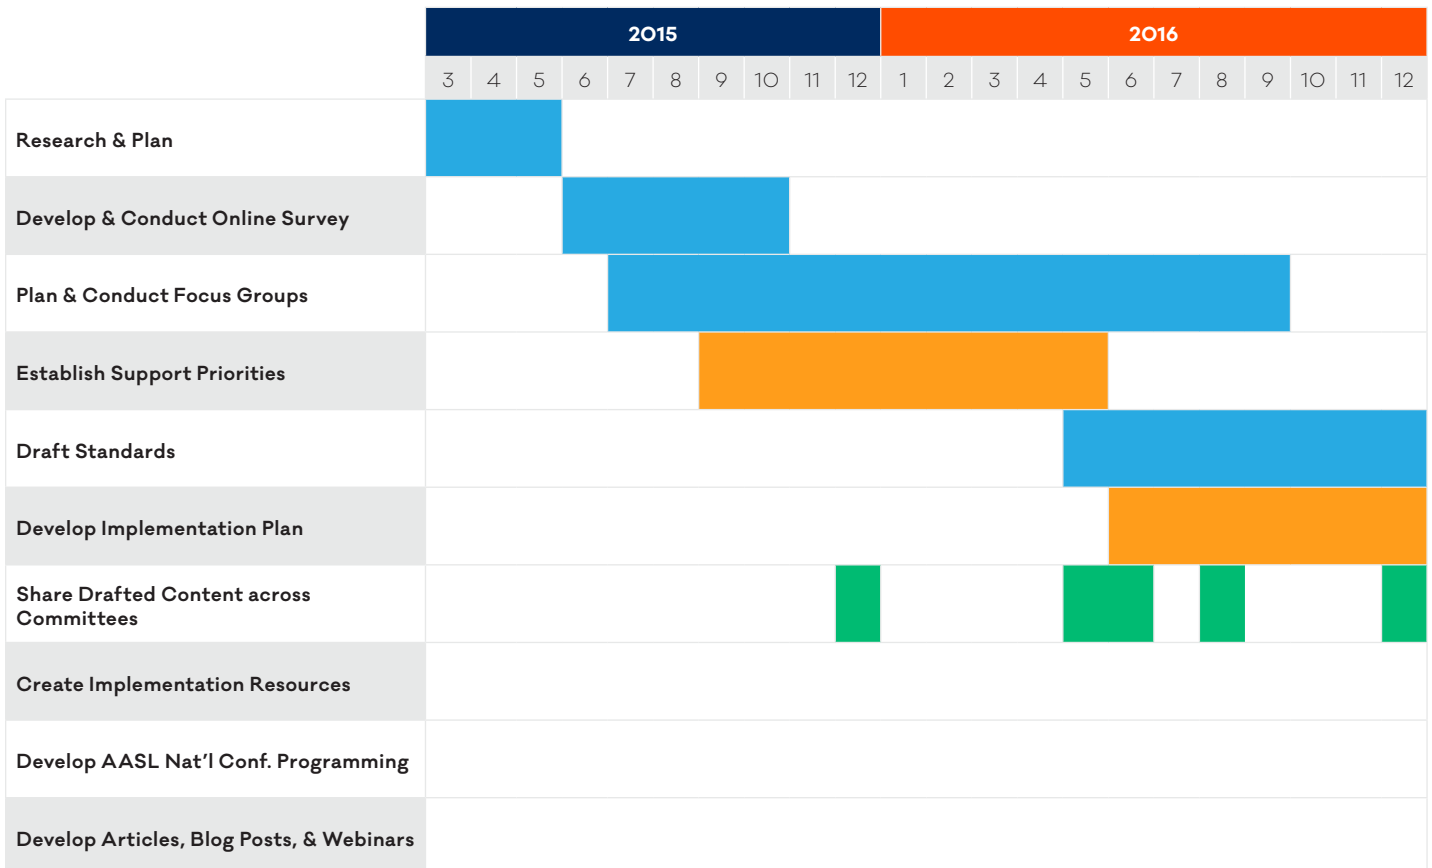 2015 2016
3 4 5 6 7 8 9 10 11 12 1 2 3 4 5 6 7 8 9 10 11 12
Research & Plan
Develop & Conduct Online Survey
Plan & Conduct Focus Groups
Establish Support Priorities
Draft Standards
Develop Implementation Plan
Share Drafted Content across
Committees
Create Implementation Resources
Develop AASL Nat’l Conf. Programming
Develop Articles, Blog Posts, & Webinars